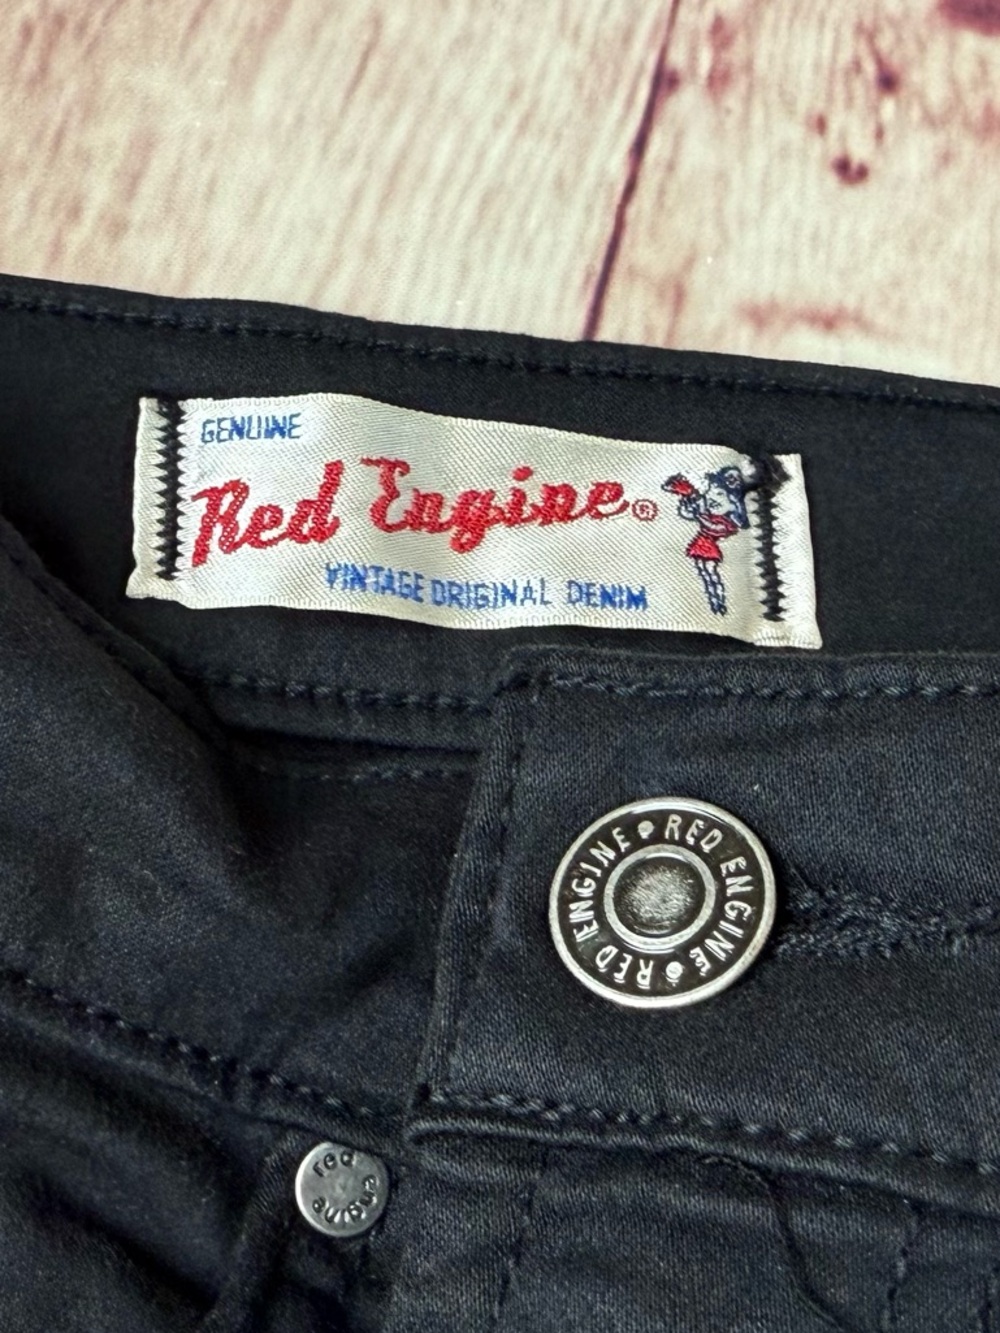 GENUINE
Red Engine®
VINTAGE ORIGINAL DENIM
RED ENGINE • RED ENGINE •
red engine